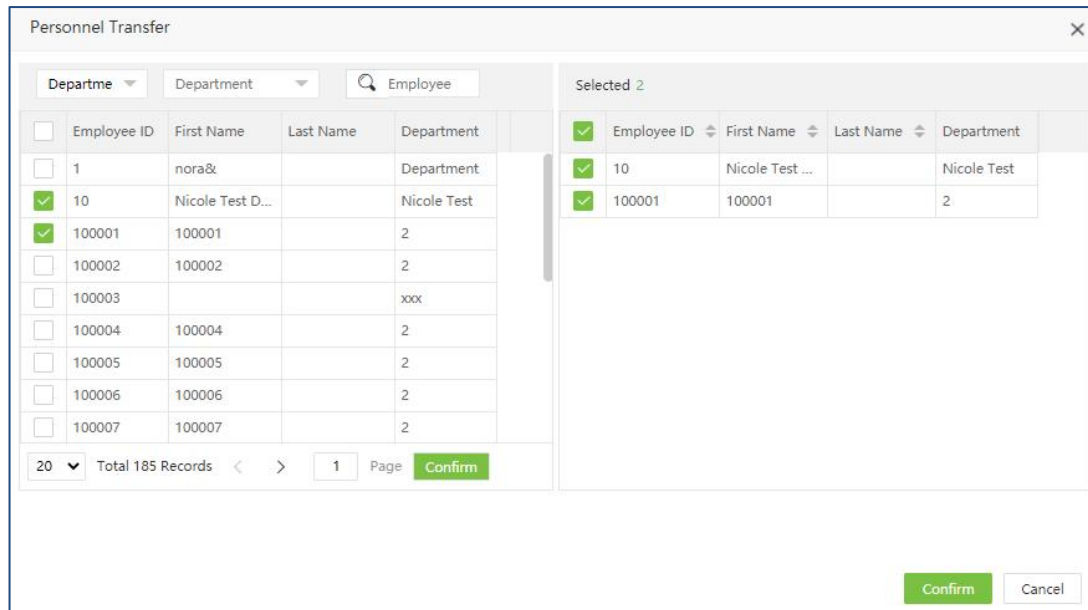 Personnel Transfer
Departme Department Employee
Selected 2
Employee ID First Name Last Name Department
1 nora& Department
10 Nicole Test D... Nicole Test
100001 100001 2
100002 100002 2
100003 xxx
100004 100004 2
100005 100005 2
100006 100006 2
100007 100007 2
20 Total 185 Records < > 1 Page Confirm
Employee ID First Name Last Name Department
10 Nicole Test ... Nicole Test
100001 100001 2
Confirm Cancel